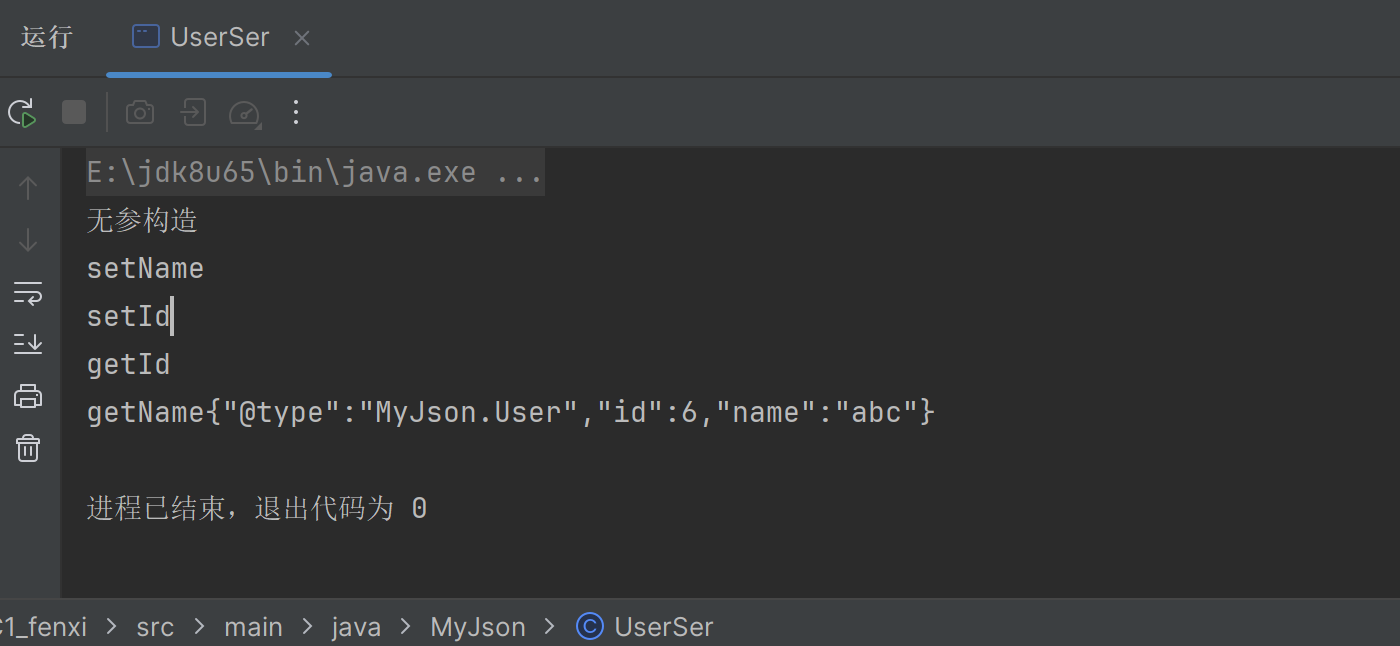 运行 UserSer
E:\jdk8u65\bin\java.exe ...
无参构造
setName
setId
getId
getName{"@type":"MyJson.User","id":6,"name":"abc"}
进程已结束，退出代码为 0
1_fenxi > src > main > java > MyJson > UserSer